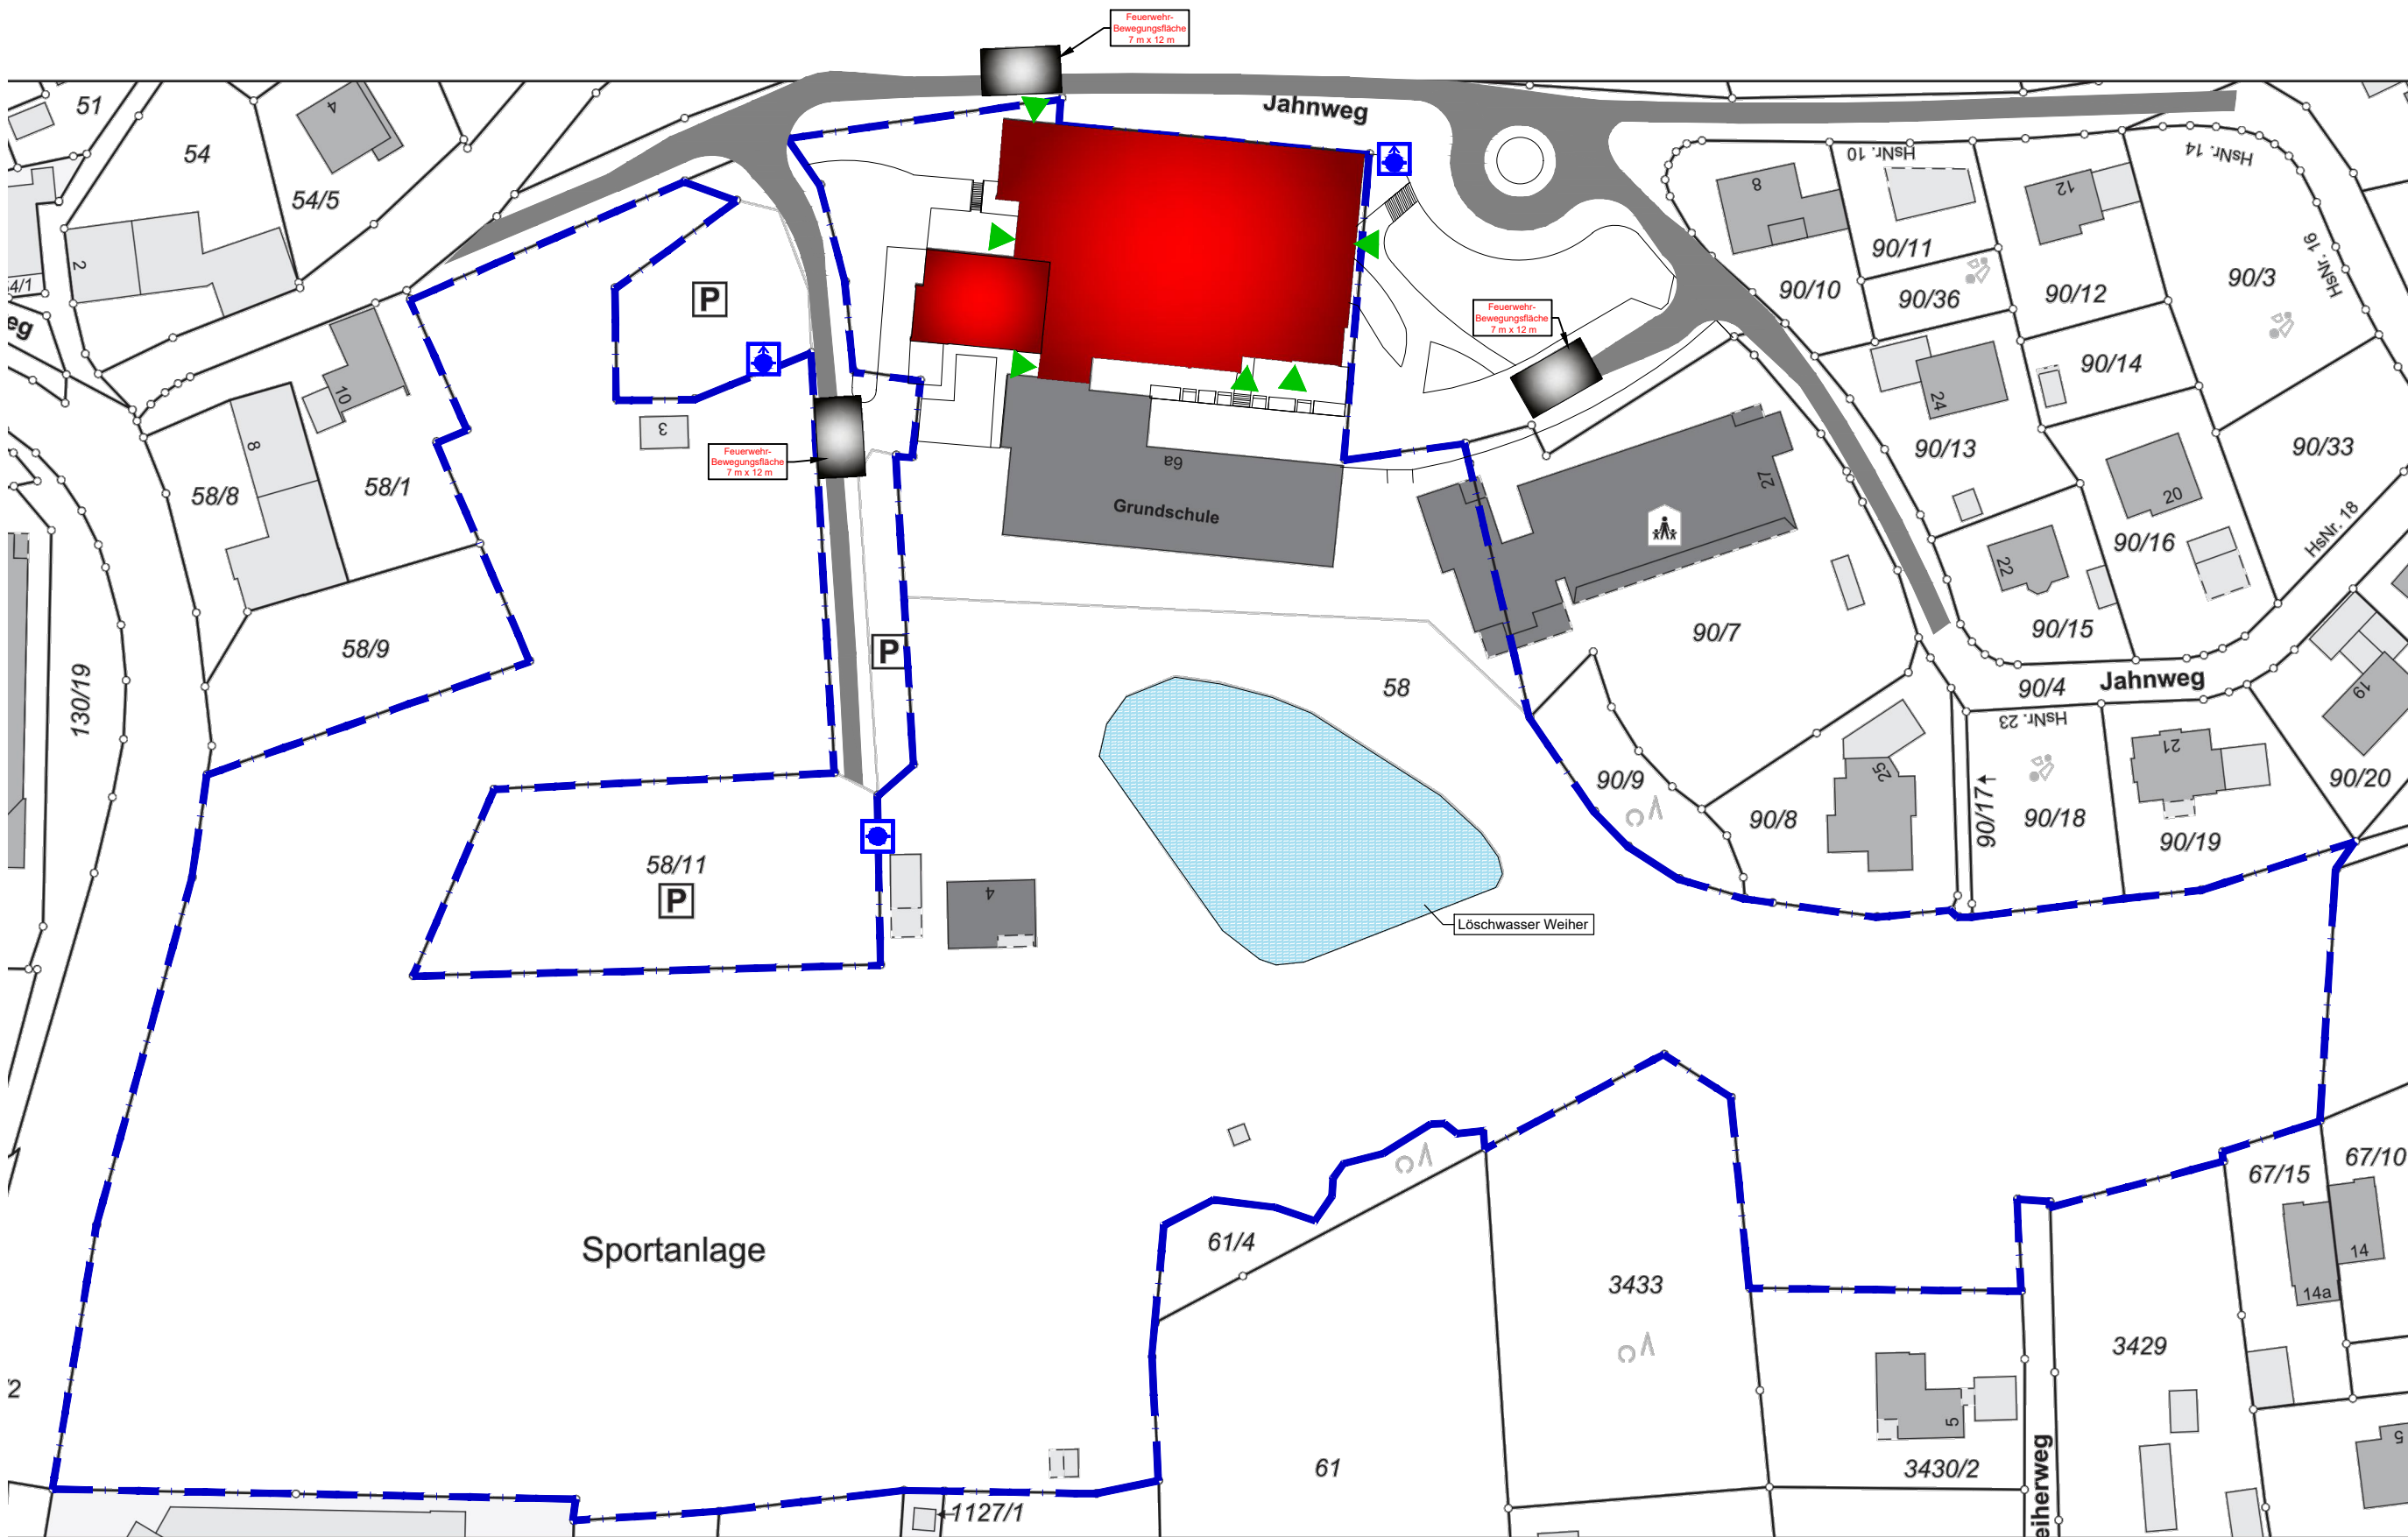 Feuerwehr-
Bewegungsfläche
7 m x 12 m
51
54
4
54/5
2
4/1
eg
Jahnweg
8
HsNr. 10
12
HsNr. 14
HsNr. 16
90/11
90/10
90/36
90/12
90/3
P
Feuerwehr-
Bewegungsfläche
7 m x 12 m
10
8
58/8
58/1
3
Feuerwehr-
Bewegungsfläche
7 m x 12 m
6a
Grundschule
27
24
90/13
90/14
90/33
20
90/16
HsNr. 18
22
90/15
58/9
130/19
P
58
90/7
90/4
Jahnweg
HsNr. 23
19
21
90/9
25
90/8
90/17
90/18
90/19
90/20
58/11
P
4
Löschwasser Weiher
Sportanlage
61/4
3433
67/15
67/10
14
14a
3429
/2
61
5
3430/2
eiherweg
5
1127/1